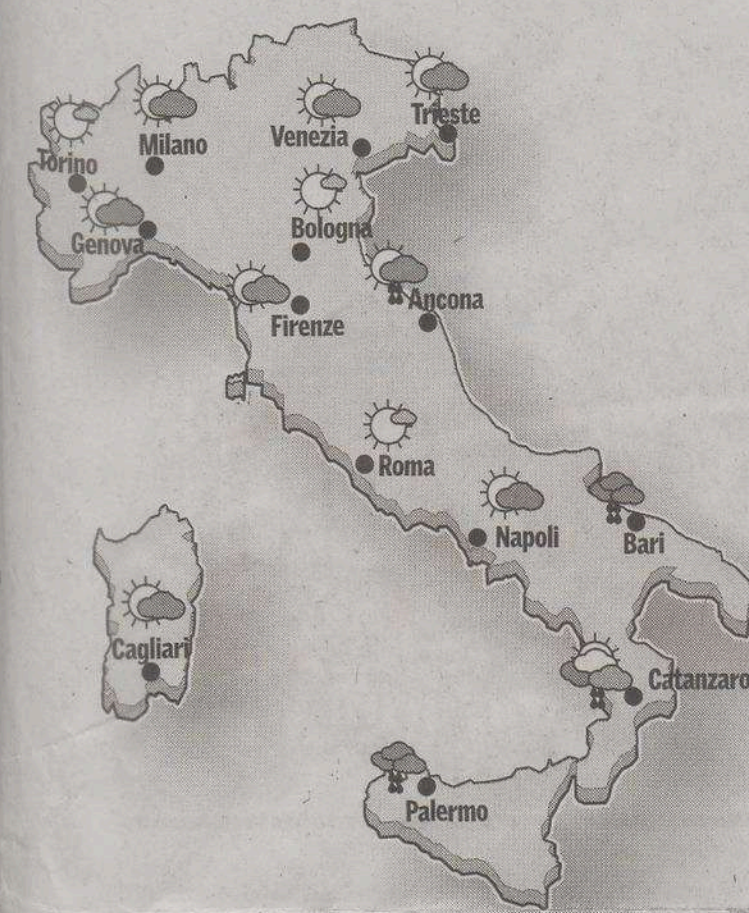 Trieste
Venezia
Milano
Torino
Bologna
Genova
Ancona
Firenze
Roma
Napoli
Bari
Cagliari
Catanzaro
Palermo